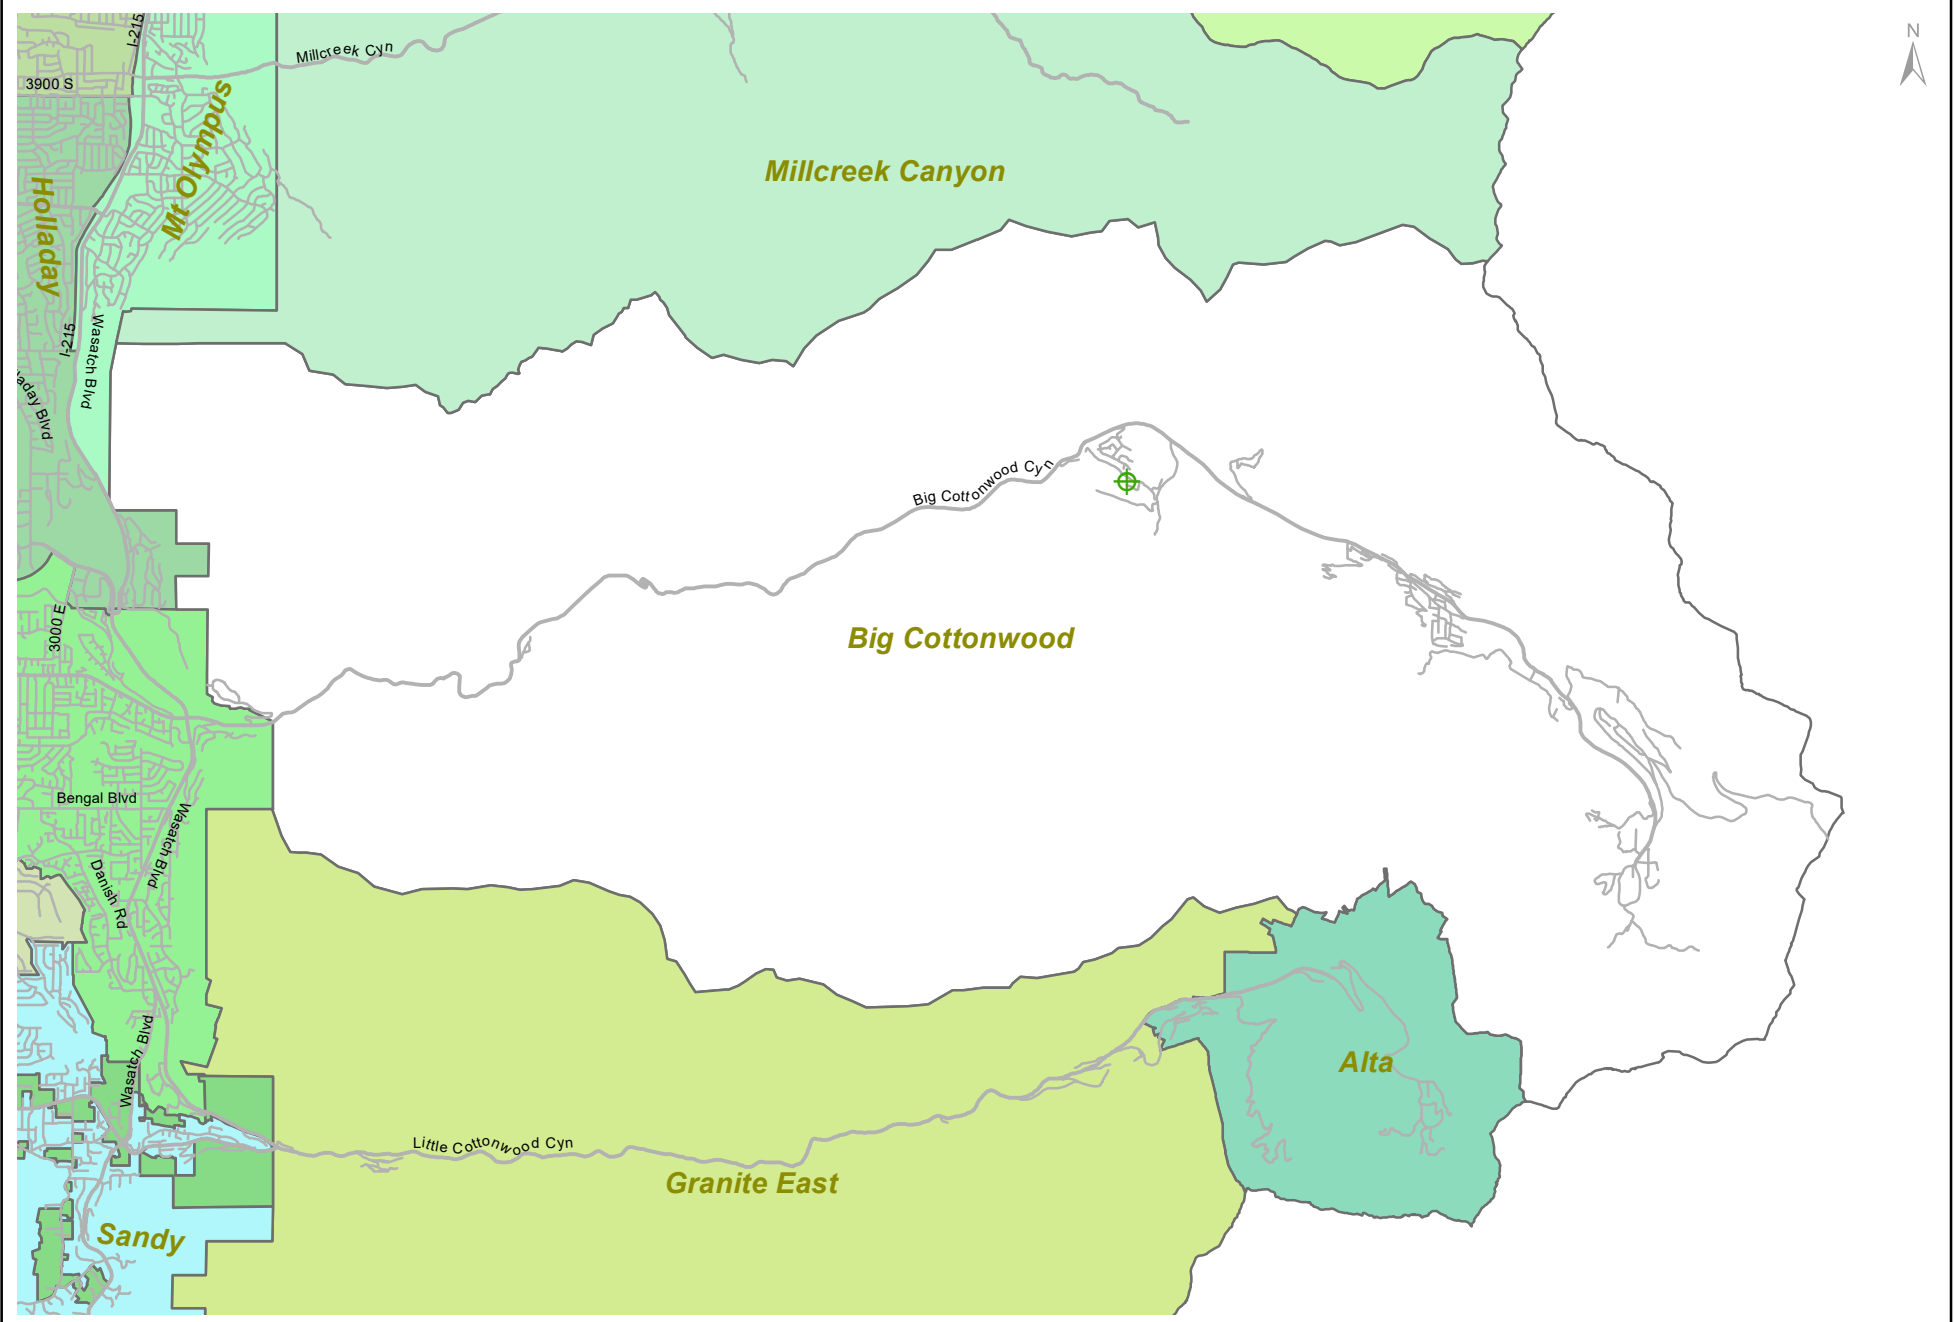 I-215
N
Millcreek Cyn
3900 S
Mt Olympus
Millcreek Canyon
Holladay
I-215
Wasatch Blvd
laday Blvd
Big Cottonwood Cyn
3000 E
Big Cottonwood
Bengal Blvd
Wasatch Blvd
Danish Rd
Wasatch Blvd
Alta
Little Cottonwood Cyn
Granite East
Sandy